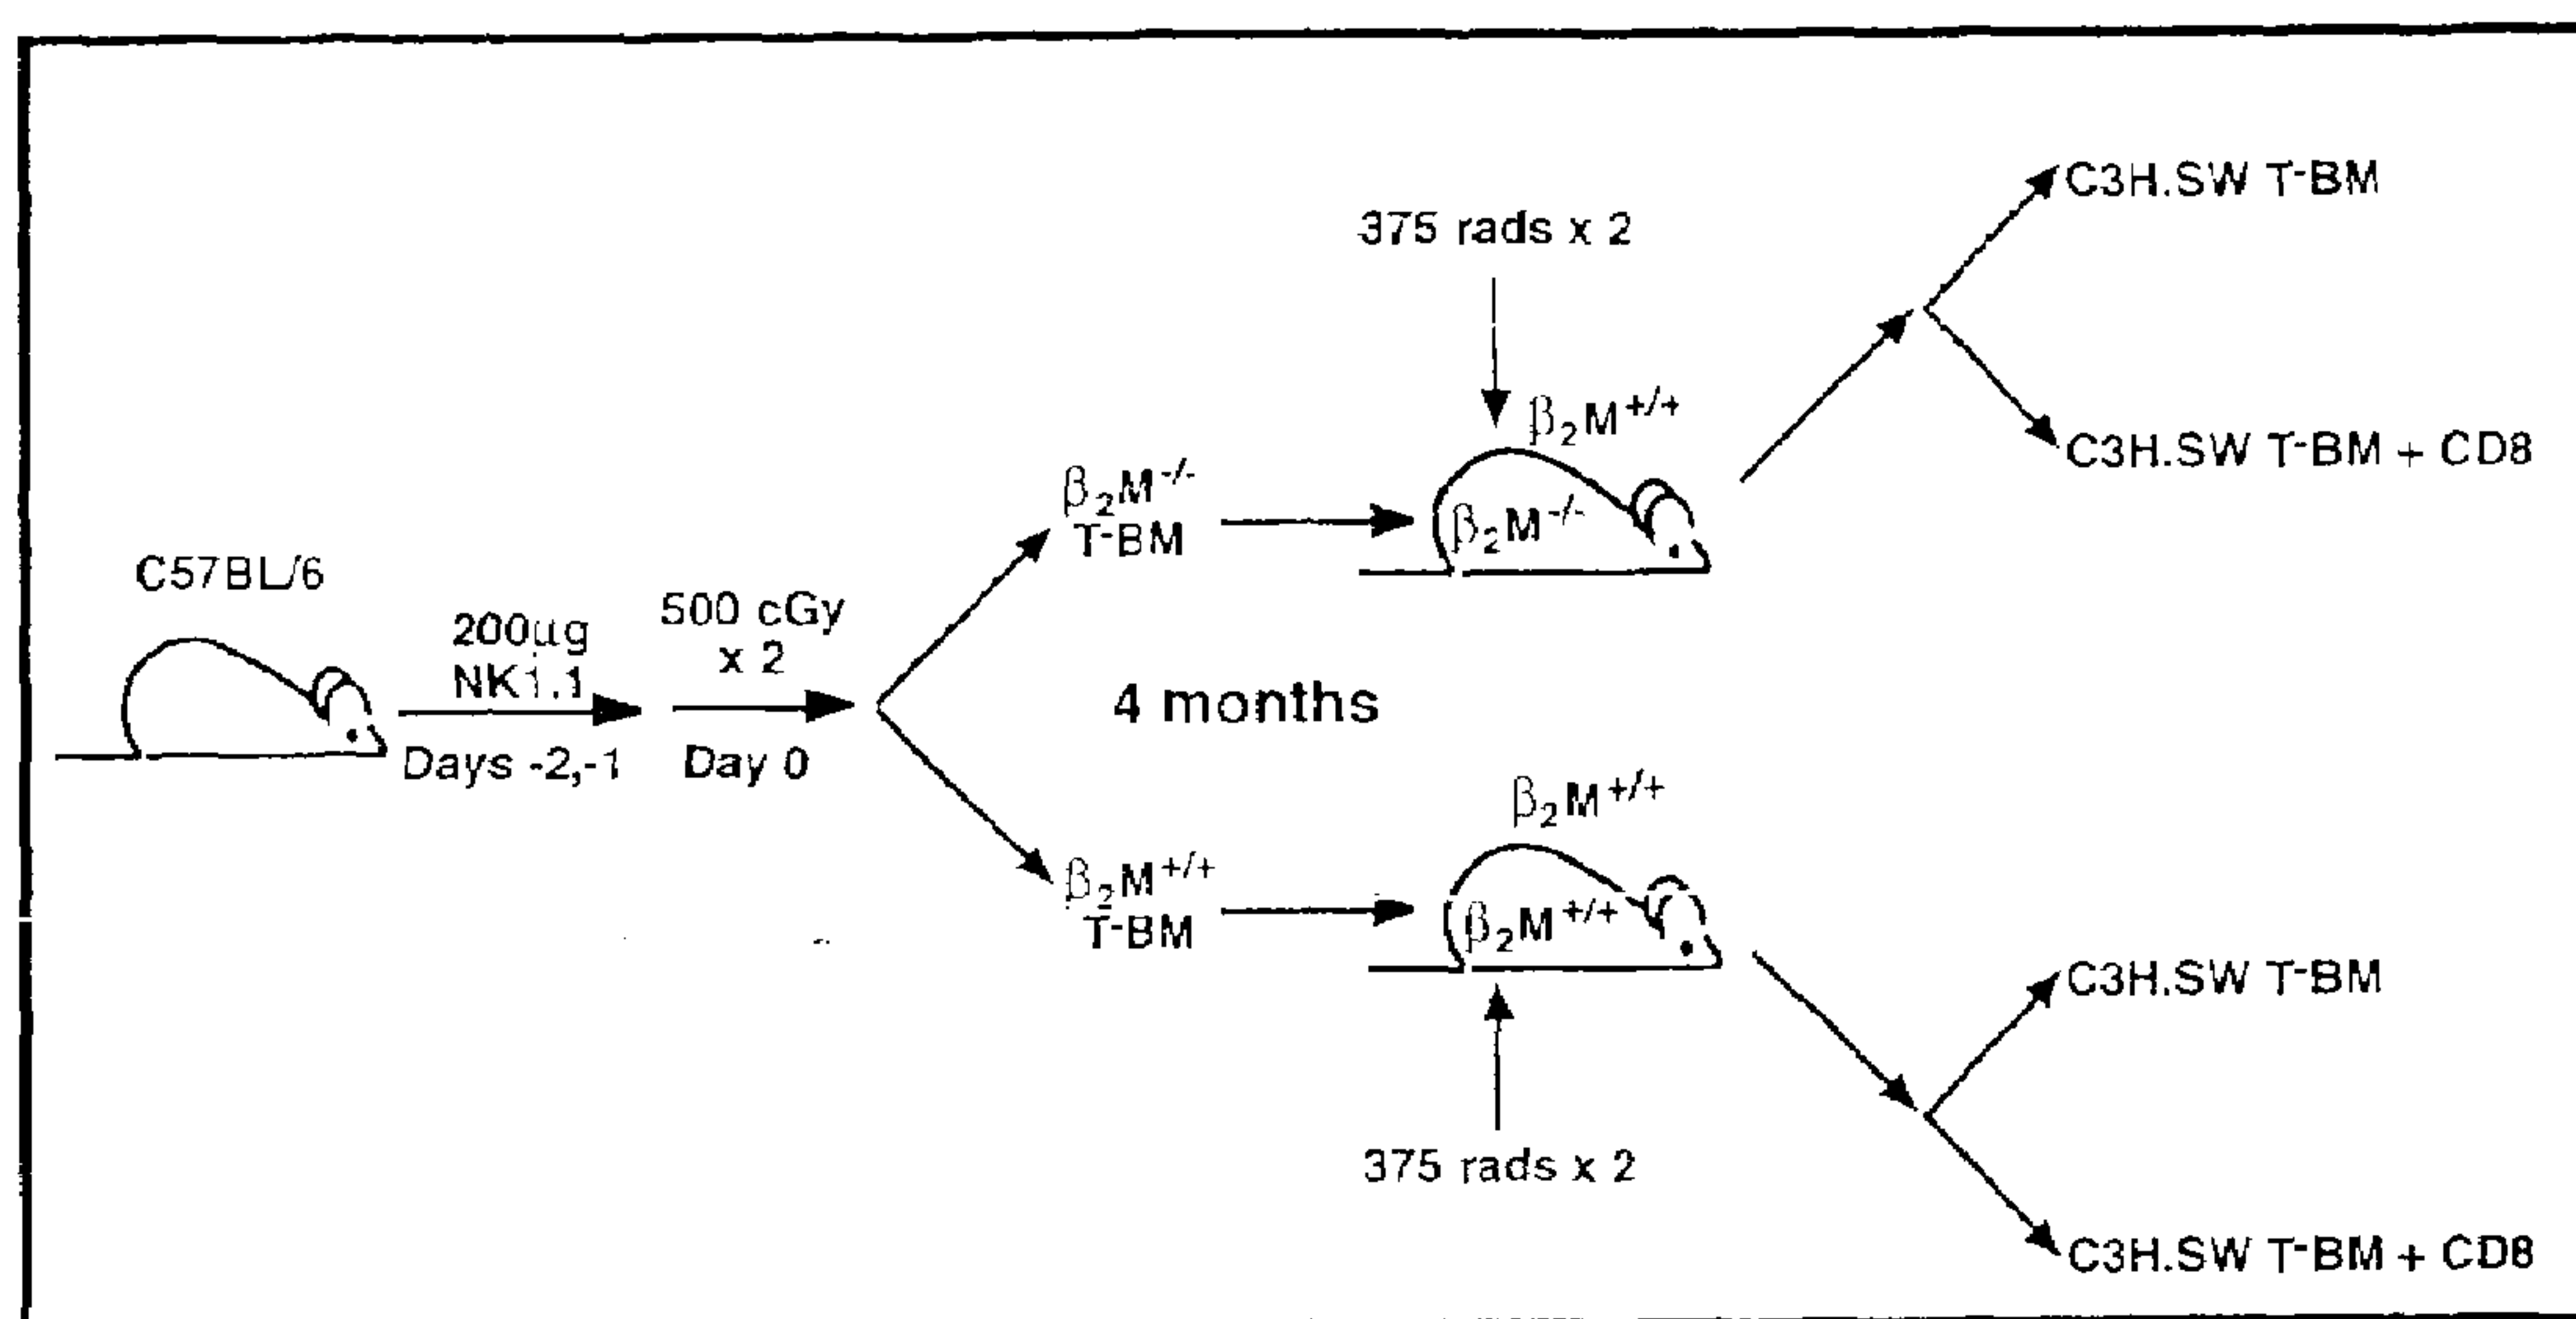 C57BL/6
200µg
NK1.1
Days -2,-1
500 cGy
x 2
Day 0
β₂M⁻/⁻
T⁻BM
4 months
β₂M⁺/⁺
T⁻BM
375 rads x 2
β₂M⁺/⁺
β₂M⁻/⁻
β₂M⁺/⁺
β₂M⁺/⁺
375 rads x 2
C3H.SW T⁻BM
C3H.SW T⁻BM + CD8
C3H.SW T⁻BM
C3H.SW T⁻BM + CD8